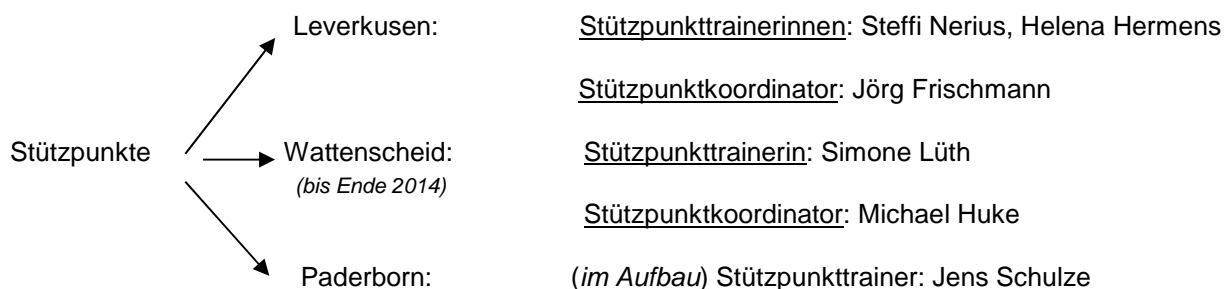 Leverkusen: Stützpunkttrainerinnen: Steffi Nerius, Helena Hermens
Stützpunktkoordinator: Jörg Frischmann
Stützpunkte Wattenscheid: Stützpunkttrainerin: Simone Lüth
(bis Ende 2014)
Stützpunktkoordinator: Michael Huke
Paderborn: (im Aufbau) Stützpunkttrainer: Jens Schulze